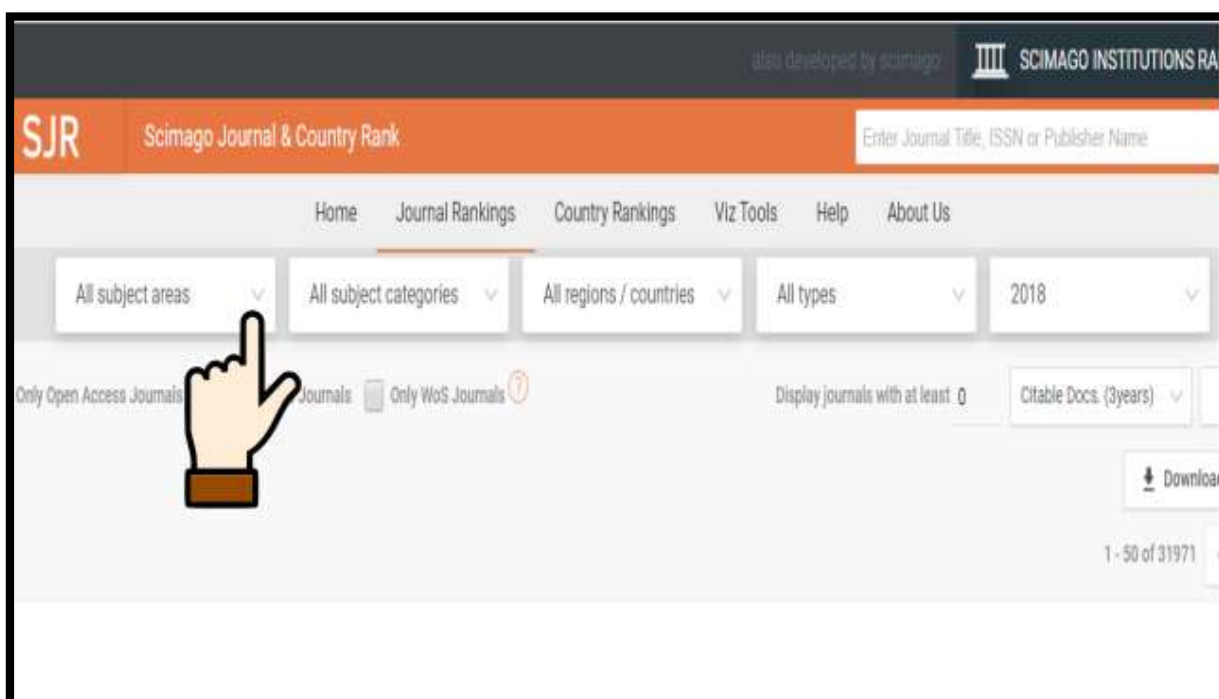 also developed by scimago SCIMAGO INSTITUTIONS RA
SJR Scimago Journal & Country Rank Enter Journal Title, ISSN or Publisher Name
Home Journal Rankings Country Rankings Viz Tools Help About Us
All subject areas All subject categories All regions / countries All types 2018
Only Open Access Journals Journals Only WoS Journals ? Display journals with at least 0 Citable Docs. (3years)
Download
1 - 50 of 31971